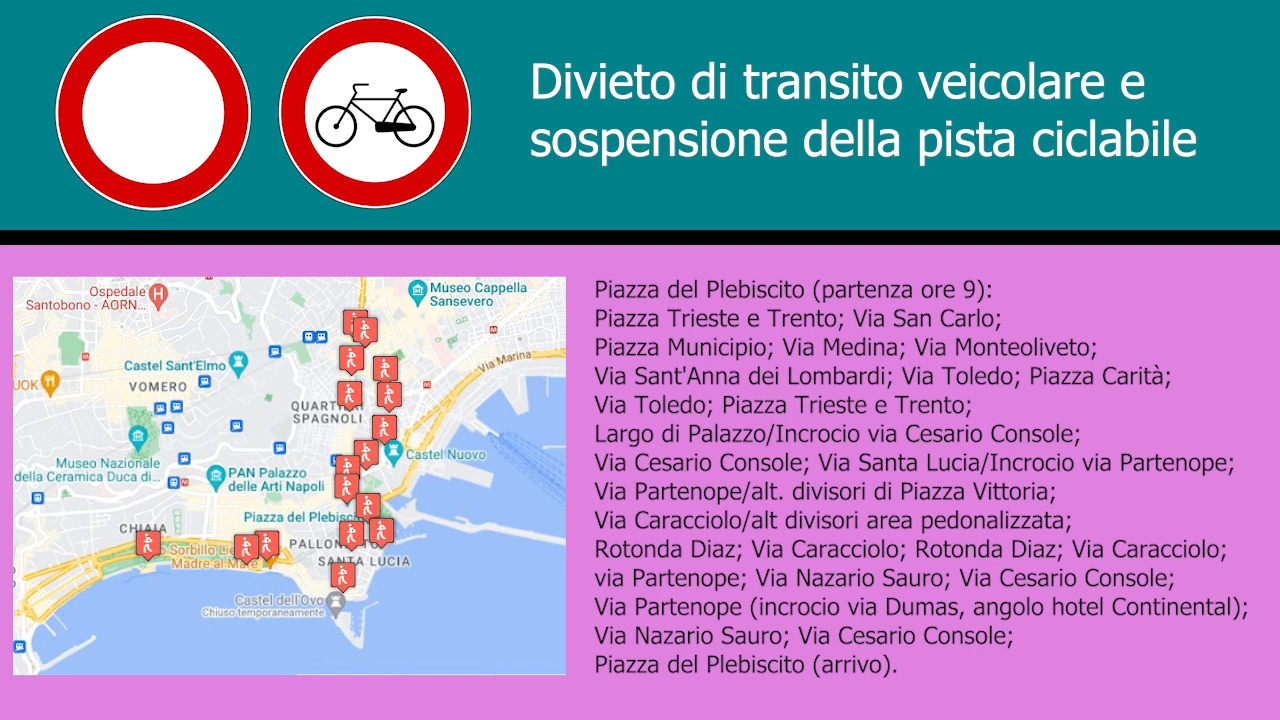 Divieto di transito veicolare e
sospensione della pista ciclabile
Ospedale
Santobono - AORN...
Museo Cappella
Sansevero
Castel Sant'Elmo
Via Marina
UOK
VOMERO
SPAGNOLI
Castel Nuovo
Museo Nazionale
della Ceramica Duca di...
PAN Palazzo
delle Arti Napoli
Piazza del Plebisc
CHIAIA
SANTA LUCIA
Castel dell'Ovo
Chiuso temporaneamente
Piazza del Plebiscito (partenza ore 9):
Piazza Trieste e Trento; Via San Carlo;
Piazza Municipio; Via Medina; Via Monteoliveto;
Via Sant'Anna dei Lombardi; Via Toledo; Piazza Carità;
Via Toledo; Piazza Trieste e Trento;
Largo di Palazzo/Incrocio via Cesario Console;
Via Cesario Console; Via Santa Lucia/Incrocio via Partenope;
Via Partenope/alt. divisori di Piazza Vittoria;
Via Caracciolo/alt divisori area pedonalizzata;
Rotonda Diaz; Via Caracciolo; Rotonda Diaz; Via Caracciolo;
via Partenope; Via Nazario Sauro; Via Cesario Console;
Via Partenope (incrocio via Dumas, angolo hotel Continental);
Via Nazario Sauro; Via Cesario Console;
Piazza del Plebiscito (arrivo).